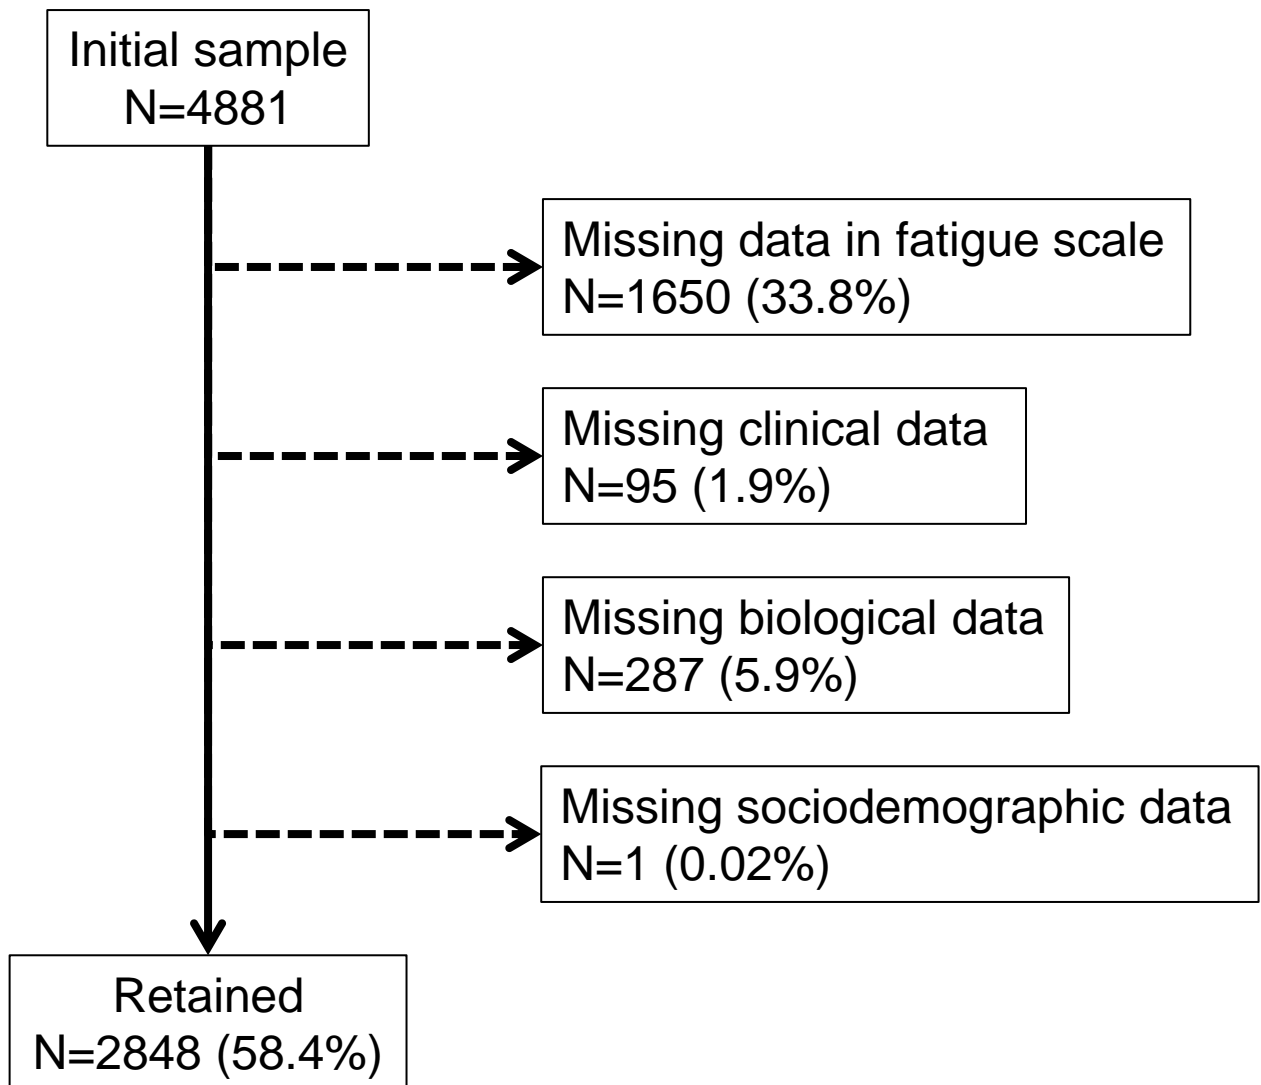 Initial sample
N=4881
Missing data in fatigue scale
N=1650 (33.8%)
Missing clinical data
N=95 (1.9%)
Missing biological data
N=287 (5.9%)
Missing sociodemographic data
N=1 (0.02%)
Retained
N=2848 (58.4%)